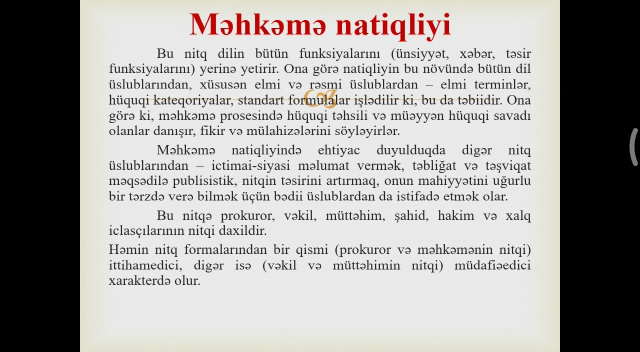 Məhkəmə natiqliyi
Bu nitq dilin bütün funksiyalarını (ünsiyyət, xəbər, təsir
funksiyalarını) yerinə yetirir. Ona görə natiqliyin bu növündə bütün dil
üslublarından, xüsusən elmi və rəsmi üslublardan – elmi terminlər,
hüquqi kateqoriyalar, standart formulalar işlədilir ki, bu da təbiidir. Ona
görə ki, məhkəmə prosesində hüquqi təhsili və müəyyən hüquqi savadı
olanlar danışır, fikir və mülahizələrini söyləyirlər.
Məhkəmə natiqliyində ehtiyac duyulduqda digər nitq
üslublarından – ictimai-siyasi məlumat vermək, təbliğat və təşviqat
məqsədilə publisistik, nitqin təsirini artırmaq, onun mahiyyətini uğurlu
bir tərzdə verə bilmək üçün bədii üslublardan da istifadə etmək olar.
Bu nitqə prokuror, vəkil, müttəhim, şahid, hakim və xalq
iclasçılarının nitqi daxildir.
Həmin nitq formalarından bir qismi (prokuror və məhkəmənin nitqi)
ittihamedici, digər isə (vəkil və müttəhimin nitqi) müdafiəedici
xarakterdə olur.